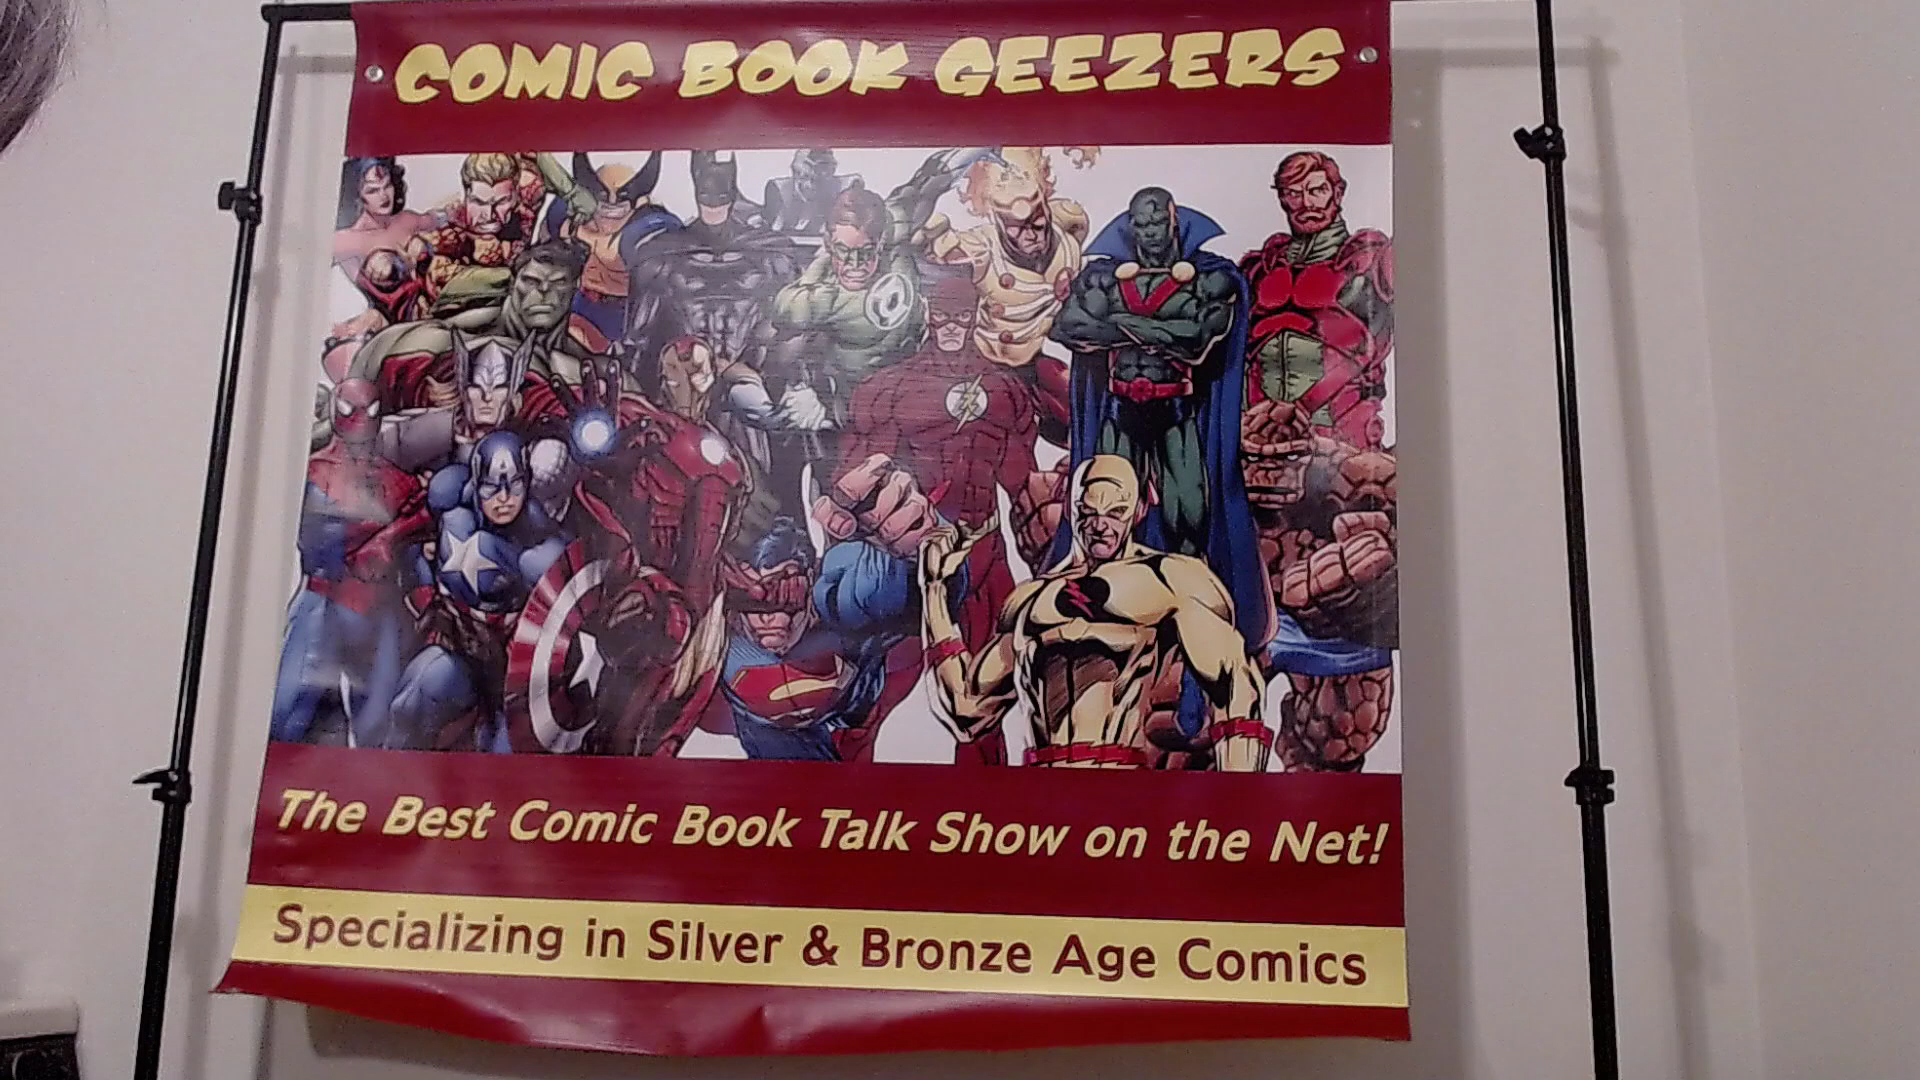 COMIC BOOK GEEZERS
The Best Comic Book Talk Show on the Net!
Specializing in Silver & Bronze Age Comics